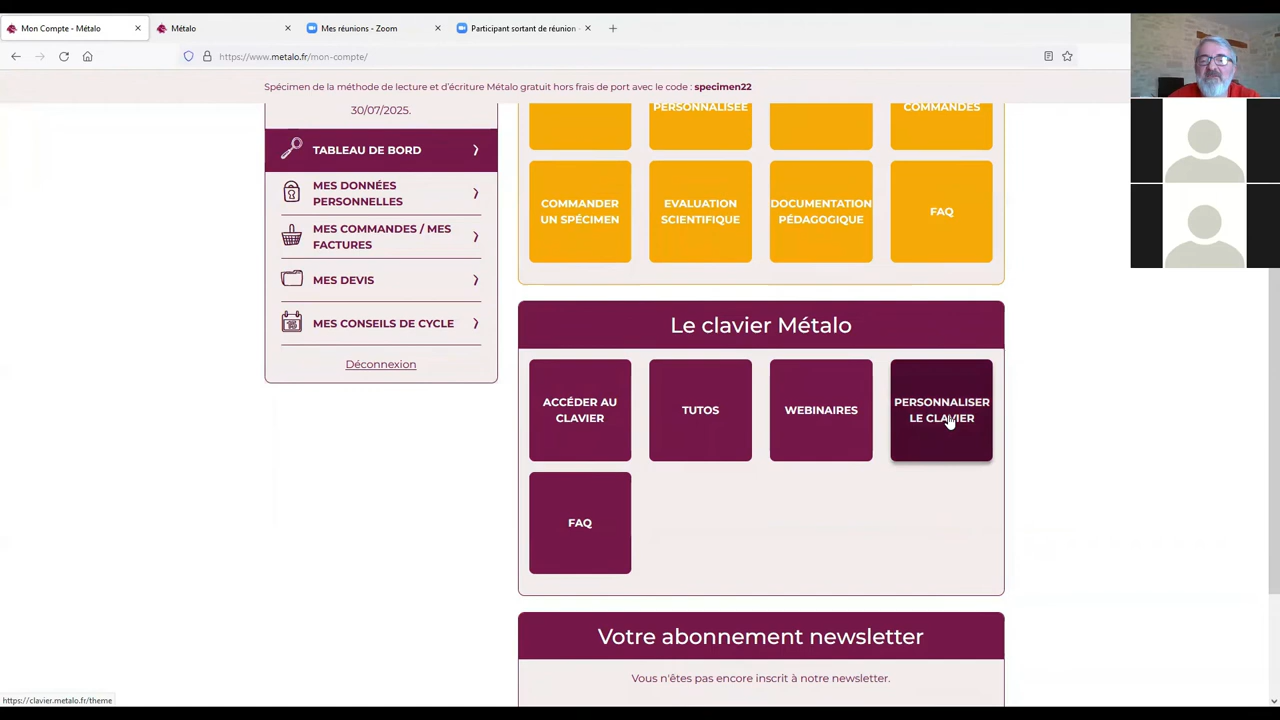 Mon Compte - Métalo
Métalo
Mes réunions - Zoom
Participant sortant de réunion -
https://www.metalo.fr/mon-compte/
Spécimen de la méthode de lecture et d'écriture Métalo gratuit hors frais de port avec le code : specimen22
30/07/2025.
TABLEAU DE BORD
MES DONNÉES
PERSONNELLES
MES COMMANDES / MES
FACTURES
MES DEVIS
MES CONSEILS DE CYCLE
Déconnexion
PERSONNALISÉE
COMMANDES
COMMANDER
UN SPÉCIMEN
EVALUATION
SCIENTIFIQUE
DOCUMENTATION
PÉDAGOGIQUE
FAQ
Le clavier Métalo
ACCÉDER AU
CLAVIER
TUTOS
WEBINAIRES
PERSONNALISER
LE CLAVIER
FAQ
Votre abonnement newsletter
Vous n'êtes pas encore inscrit à notre newsletter.
https://clavier.metalo.fr/theme